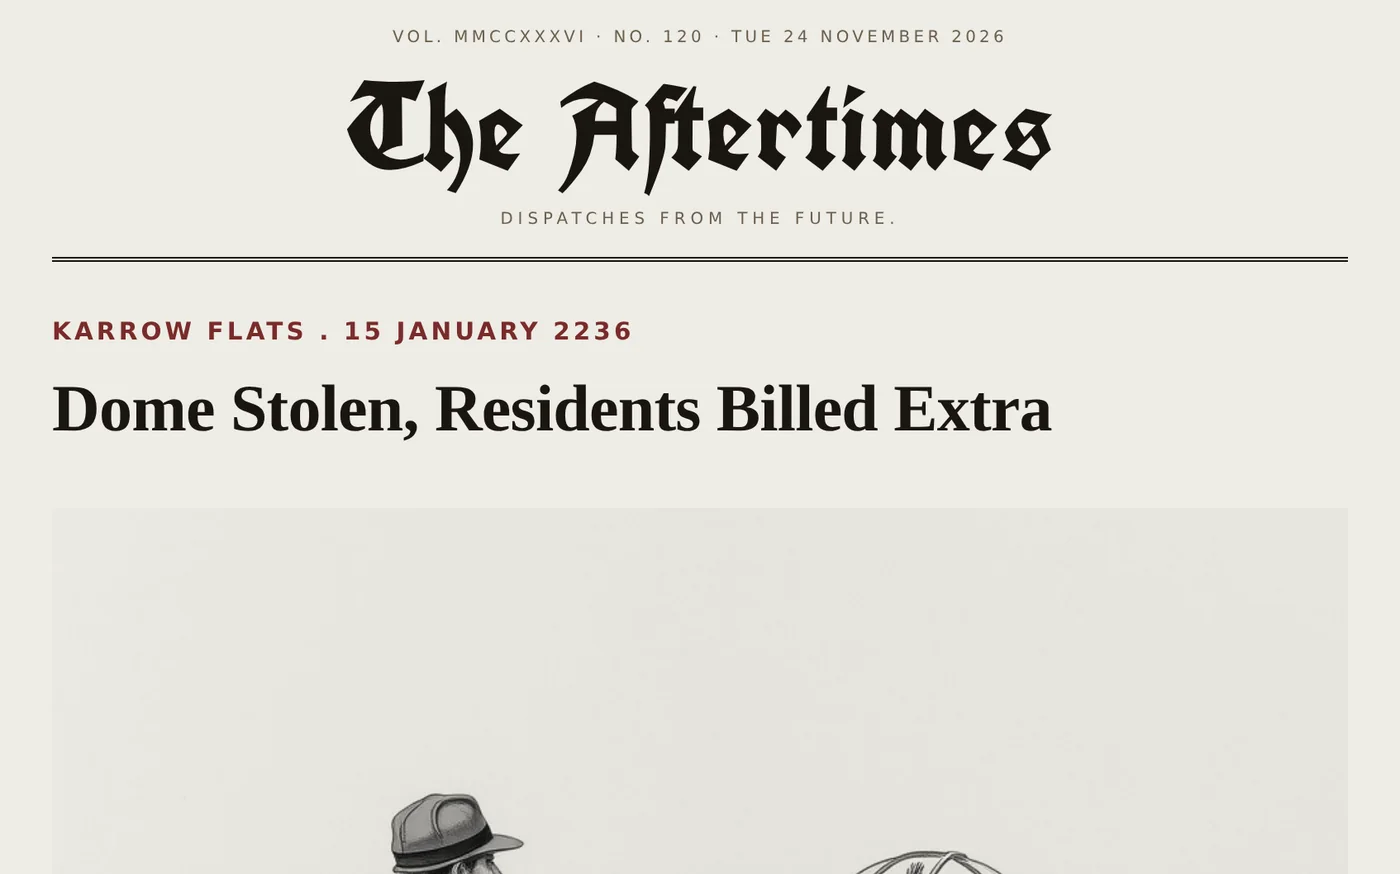 VOL. MMCCXXXVI · NO. 120 · TUE 24 NOVEMBER 2026
The Aftertimes
DISPATCHES FROM THE FUTURE.
KARROW FLATS . 15 JANUARY 2236
Dome Stolen, Residents Billed Extra